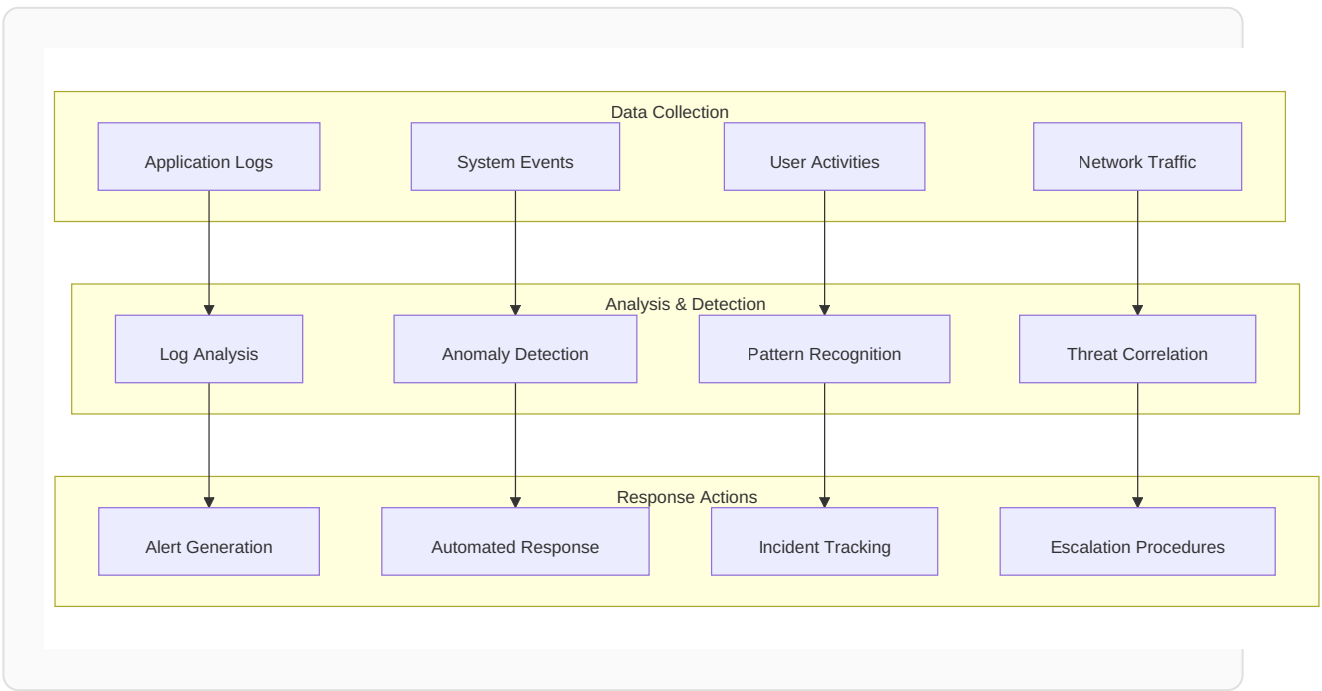 Data Collection
Application Logs
System Events
User Activities
Network Traffic
Analysis & Detection
Log Analysis
Anomaly Detection
Pattern Recognition
Threat Correlation
Response Actions
Alert Generation
Automated Response
Incident Tracking
Escalation Procedures